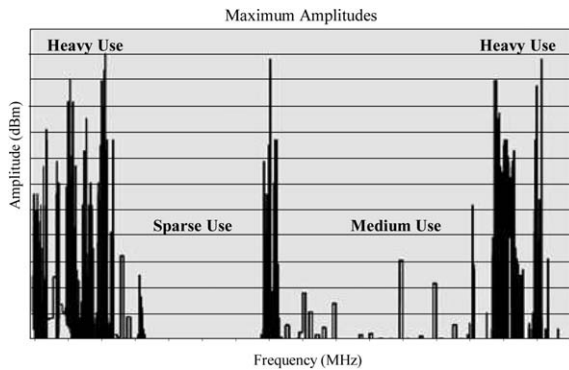 Maximum Amplitudes
Heavy Use
Heavy Use
Amplitude (dBm)
Sparse Use
Medium Use
Frequency (MHz)